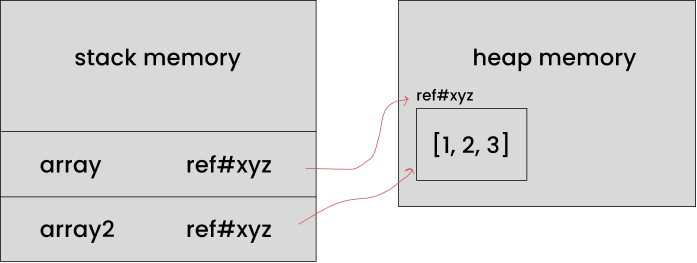 stack memory
array ref#xyz
array2 ref#xyz
heap memory
ref#xyz
[1, 2, 3]